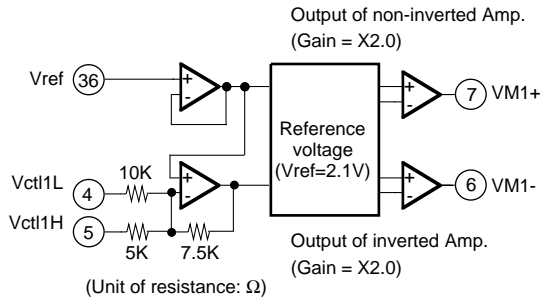 Output of non-inverted Amp.
(Gain = X2.0)
Vref 36
+
-
7 VM1+
+
-
Reference
voltage
(Vref=2.1V)
10K
Vctl1L
4
+
-
6 VM1-
+
-
Vctl1H
5
5K
7.5K
Output of inverted Amp.
(Gain = X2.0)
(Unit of resistance: Ω)